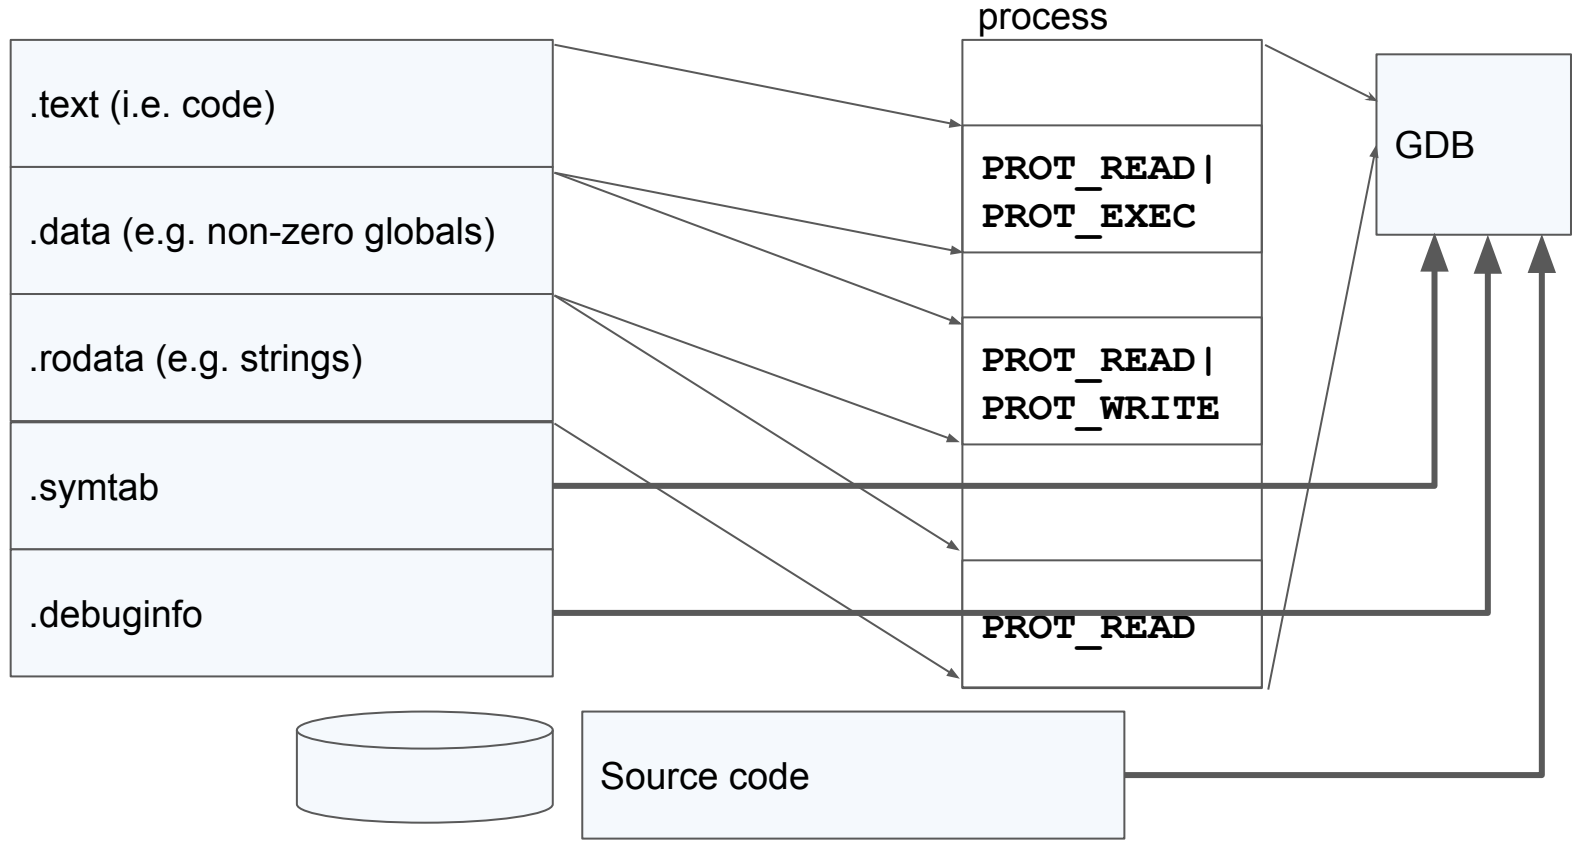 process
.text (i.e. code)
.data (e.g. non-zero globals)
.rodata (e.g. strings)
.symtab
.debuginfo
PROT_READ|
PROT_EXEC
PROT_READ|
PROT_WRITE
PROT_READ
GDB
Source code